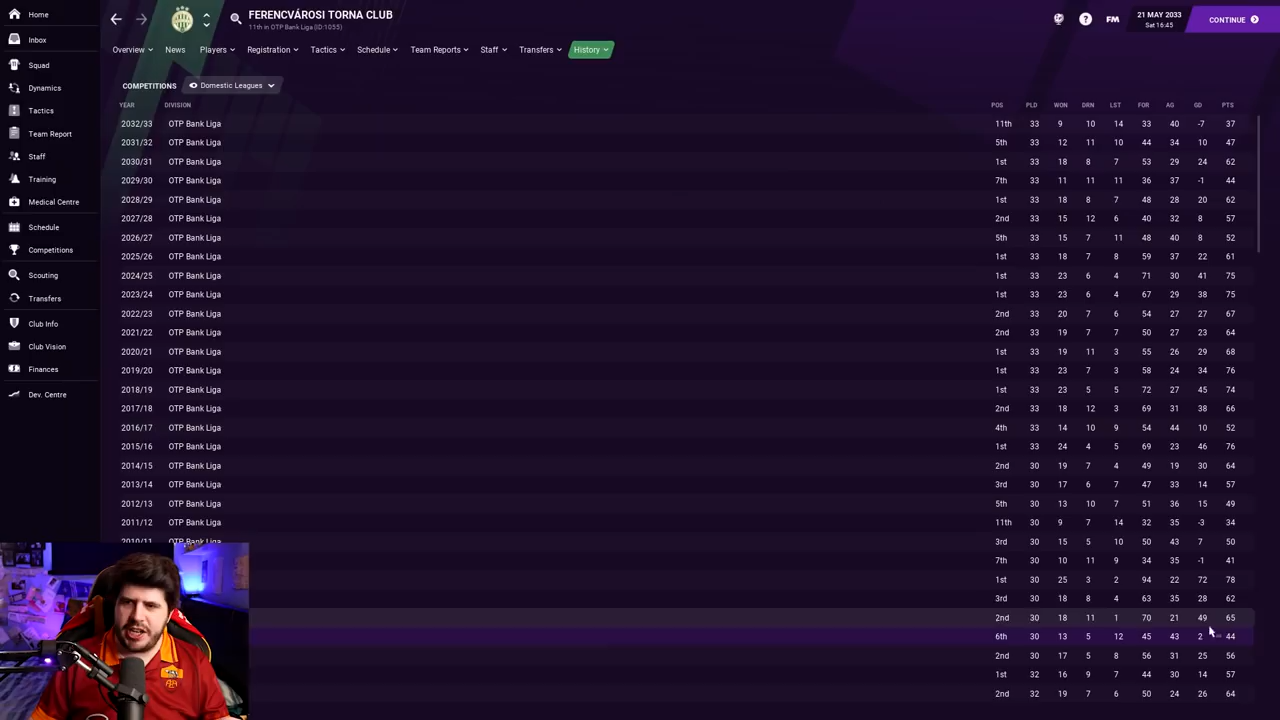 FERENCVÁROSI TORNA CLUB
11th in OTP Bank Liga (ID:1055)
FM
21 MAY 2033
Sat 16:45
CONTINUE
Overview News Players Registration Tactics Schedule Team Reports Staff Transfers History
COMPETITIONS Domestic Leagues
Home
Inbox
Squad
Dynamics
Tactics
Team Report
Staff
Training
Medical Centre
Schedule
Competitions
Scouting
Transfers
Club Info
Club Vision
Finances
Dev. Centre
YEAR DIVISION POS PLD WON DRN LST FOR AG GD PTS
2032/33 OTP Bank Liga 11th 33 9 10 14 33 40 -7 37
2031/32 OTP Bank Liga 5th 33 12 11 10 44 34 10 47
2030/31 OTP Bank Liga 1st 33 18 8 7 53 29 24 62
2029/30 OTP Bank Liga 7th 33 11 11 11 36 37 -1 44
2028/29 OTP Bank Liga 1st 33 18 8 7 48 28 20 62
2027/28 OTP Bank Liga 2nd 33 15 12 6 40 32 8 57
2026/27 OTP Bank Liga 5th 33 15 7 11 48 40 8 52
2025/26 OTP Bank Liga 1st 33 18 7 8 59 37 22 61
2024/25 OTP Bank Liga 1st 33 23 6 4 71 30 41 75
2023/24 OTP Bank Liga 1st 33 23 6 4 67 29 38 75
2022/23 OTP Bank Liga 2nd 33 20 7 6 54 27 27 67
2021/22 OTP Bank Liga 2nd 33 19 7 7 50 27 23 64
2020/21 OTP Bank Liga 1st 33 19 11 3 55 26 29 68
2019/20 OTP Bank Liga 1st 33 23 7 3 58 24 34 76
2018/19 OTP Bank Liga 1st 33 23 5 5 72 27 45 74
2017/18 OTP Bank Liga 2nd 33 18 12 3 69 31 38 66
2016/17 OTP Bank Liga 4th 33 14 10 9 54 44 10 52
2015/16 OTP Bank Liga 1st 33 24 4 5 69 23 46 76
2014/15 OTP Bank Liga 2nd 30 19 7 4 49 19 30 64
2013/14 OTP Bank Liga 3rd 30 17 6 7 47 33 14 57
2012/13 OTP Bank Liga 5th 30 13 10 7 51 36 15 49
2011/12 OTP Bank Liga 11th 30 9 7 14 32 35 -3 34
2010/11 OTP Bank Liga 3rd 30 15 5 10 50 43 7 50
7th 30 10 11 9 34 35 -1 41
1st 30 25 3 2 94 22 72 78
3rd 30 18 8 4 63 35 28 62
2nd 30 18 11 1 70 21 49 65
6th 30 13 5 12 45 43 2 44
2nd 30 17 5 8 56 31 25 56
1st 32 16 9 7 44 30 14 57
2nd 32 19 7 6 50 24 26 64